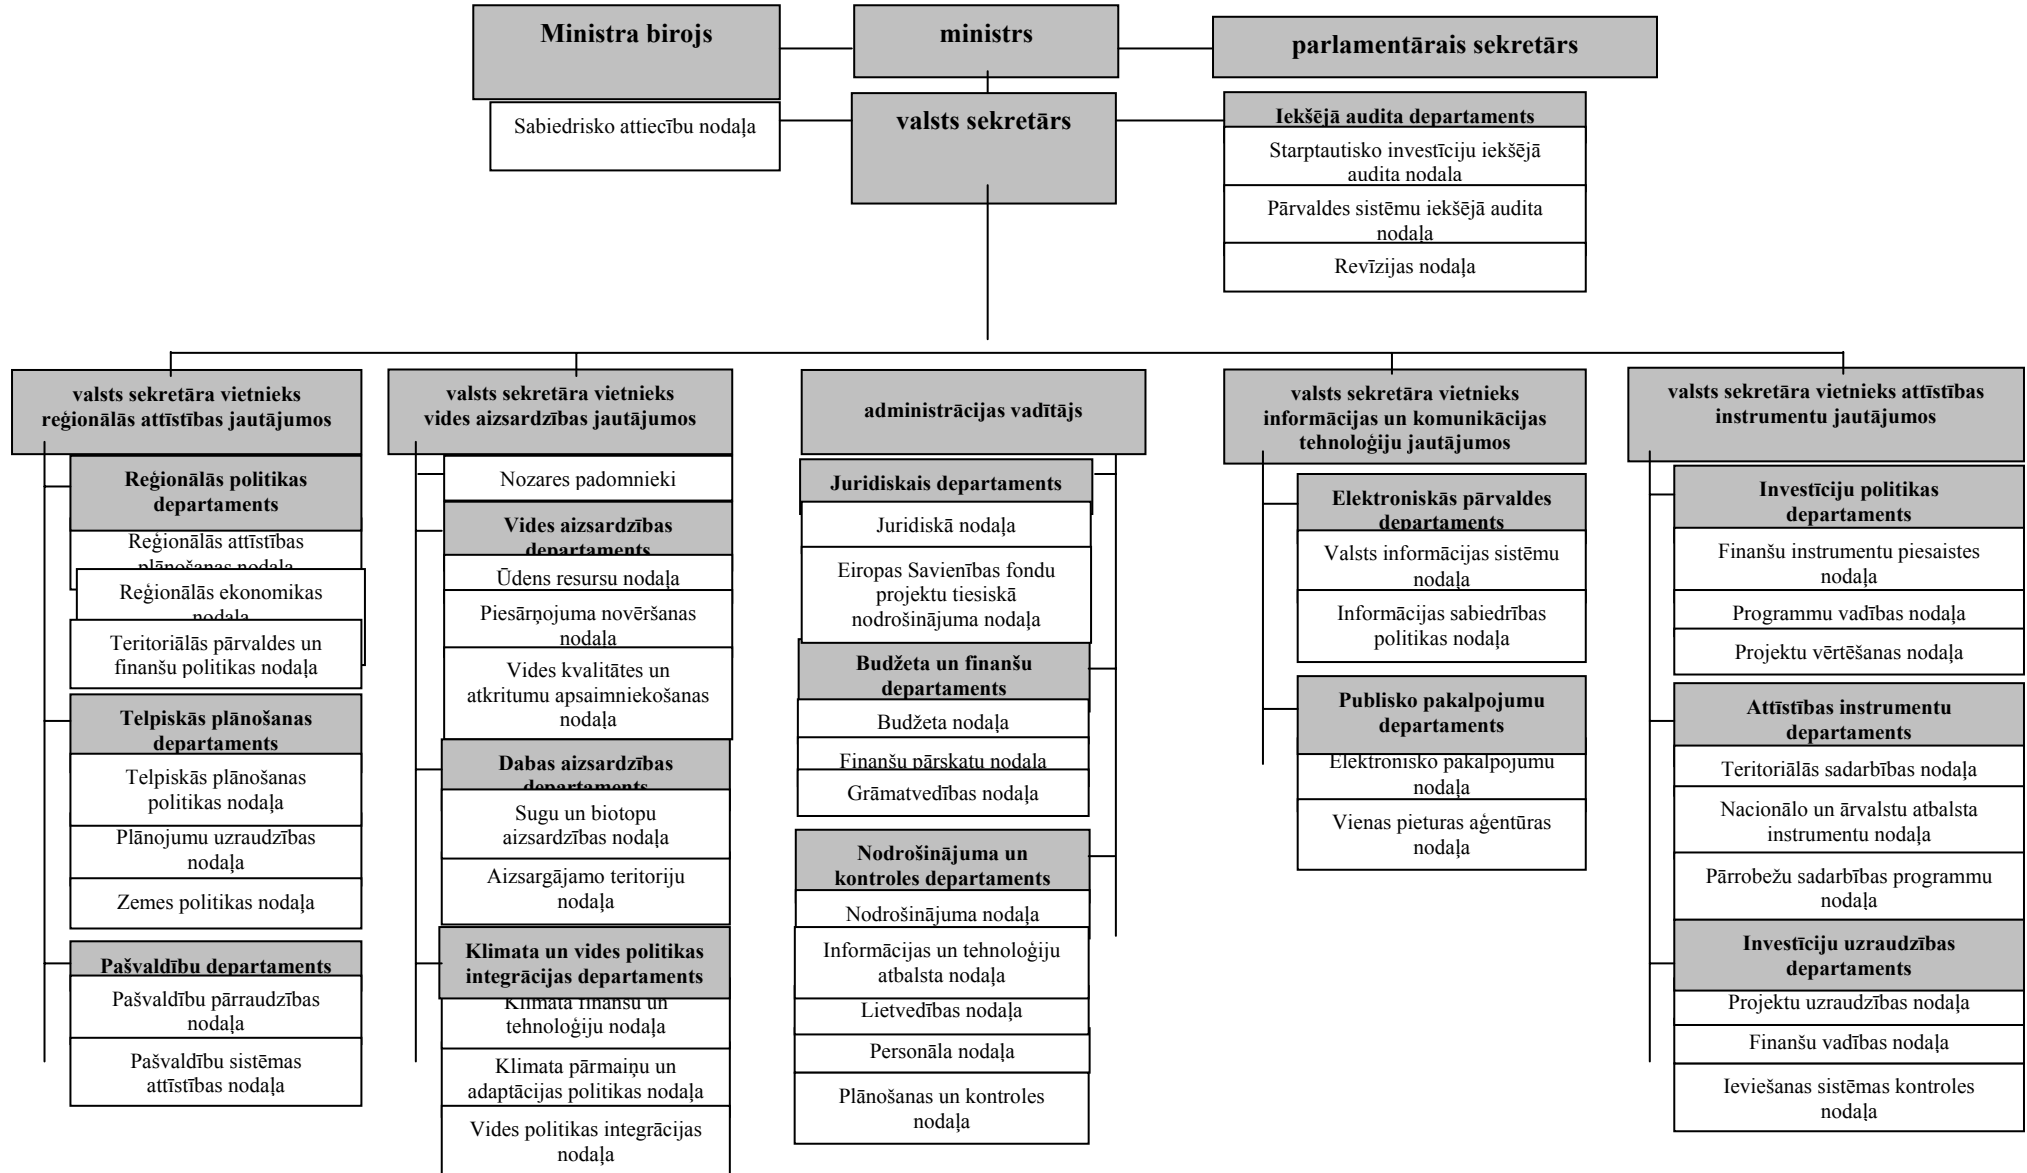 Ministra birojs
ministrs
parlamentārais sekretārs
Sabiedrisko attiecību nodaļa
valsts sekretārs
Iekšējā audita departaments
Starptautisko investīciju iekšējā
audita nodala
Pārvaldes sistēmu iekšējā audita
nodaļa
Revīzijas nodaļa
valsts sekretāra vietnieks
reģionālās attīstības jautājumos
Reģionālās politikas
departaments
Reģionālās attīstības
plānošanas nodaļa
Reģionālās ekonomikas
nodaļa
Teritoriālās pārvaldes un
finanšu politikas nodaļa
Telpiskās plānošanas
departaments
Telpiskās plānošanas
politikas nodaļa
Plānojumu uzraudzības
nodaļa
Zemes politikas nodaļa
Pašvaldību departaments
Pašvaldību pārraudzības
nodaļa
Pašvaldību sistēmas
attīstības nodaļa
valsts sekretāra vietnieks
vides aizsardzības jautājumos
Nozares padomnieki
Vides aizsardzības
departaments
Ūdens resursu nodaļa
Piesārņojuma novēršanas
nodaļa
Vides kvalitātes un
atkritumu apsaimniekošanas
nodaļa
Dabas aizsardzības
departaments
Sugu un biotopu
aizsardzības nodaļa
Aizsargājamo teritoriju
nodaļa
Klimata un vides politikas
integrācijas departaments
Klimata finanšu un
tehnoloģiju nodaļa
Klimata pārmaiņu un
adaptācijas politikas nodaļa
Vides politikas integrācijas
nodaļa
administrācijas vadītājs
Juridiskais departaments
Juridiskā nodaļa
Eiropas Savienības fondu
projektu tiesiskā
nodrošinājuma nodaļa
Budžeta un finanšu
departaments
Budžeta nodaļa
Finanšu pārskatu nodaļa
Grāmatvedības nodaļa
Nodrošinājuma un
kontroles departaments
Nodrošinājuma nodaļa
Informācijas un tehnoloģiju
atbalsta nodaļa
Lietvedības nodaļa
Personāla nodaļa
Plānošanas un kontroles
nodaļa
valsts sekretāra vietnieks
informācijas un komunikācijas
tehnoloģiju jautājumos
Elektroniskās pārvaldes
departaments
Valsts informācijas sistēmu
nodaļa
Informācijas sabiedrības
politikas nodaļa
Publisko pakalpojumu
departaments
Elektronisko pakalpojumu
nodaļa
Vienas pieturas aģentūras
nodaļa
valsts sekretāra vietnieks attīstības
instrumentu jautājumos
Investīciju politikas
departaments
Finanšu instrumentu piesaistes
nodaļa
Programmu vadības nodaļa
Projektu vērtēšanas nodaļa
Attīstības instrumentu
departaments
Teritoriālās sadarbības nodaļa
Nacionālo un ārvalstu atbalsta
instrumentu nodaļa
Pārrobežu sadarbības programmu
nodaļa
Investīciju uzraudzības
departaments
Projektu uzraudzības nodaļa
Finanšu vadības nodaļa
Ieviešanas sistēmas kontroles
nodaļa